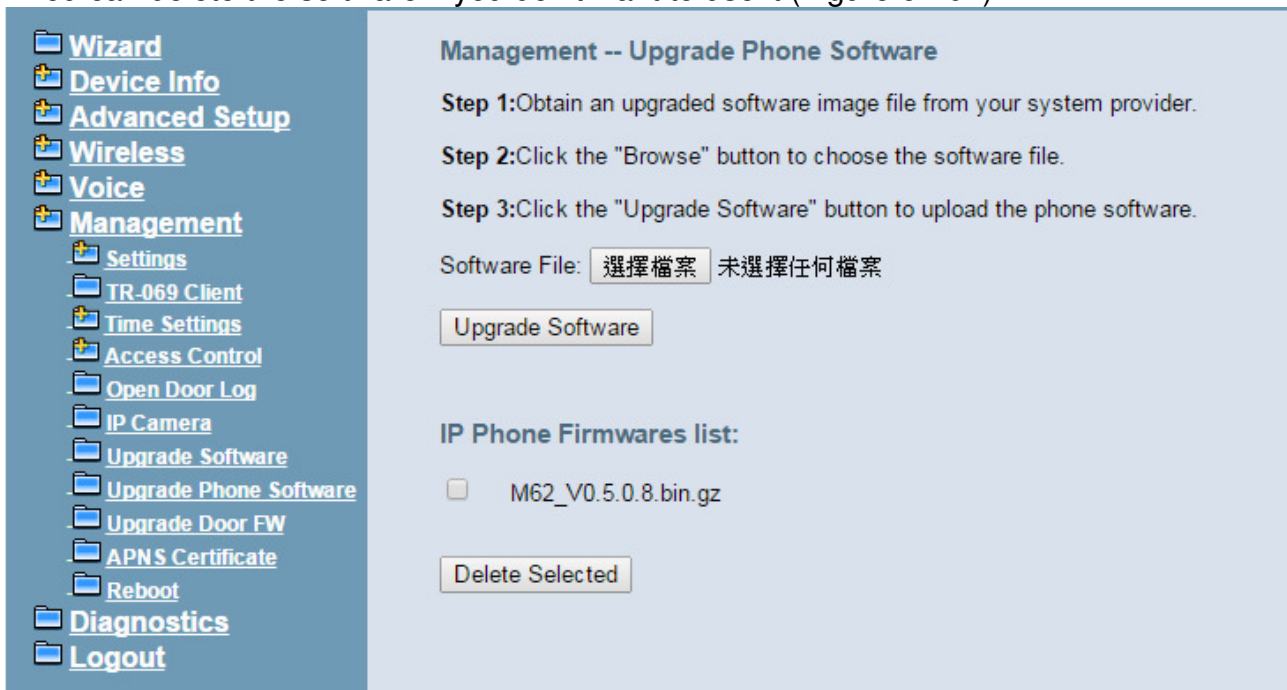 Wizard
Device Info
Advanced Setup
Wireless
Voice
Management
Settings
TR-069 Client
Time Settings
Access Control
Open Door Log
IP Camera
Upgrade Software
Upgrade Phone Software
Upgrade Door FW
APNS Certificate
Reboot
Diagnostics
Logout
Management -- Upgrade Phone Software
Step 1:Obtain an upgraded software image file from your system provider.
Step 2:Click the "Browse" button to choose the software file.
Step 3:Click the "Upgrade Software" button to upload the phone software.
Software File: 選擇檔案 未選擇任何檔案
Upgrade Software
IP Phone Firmwares list:
M62_V0.5.0.8.bin.gz
Delete Selected